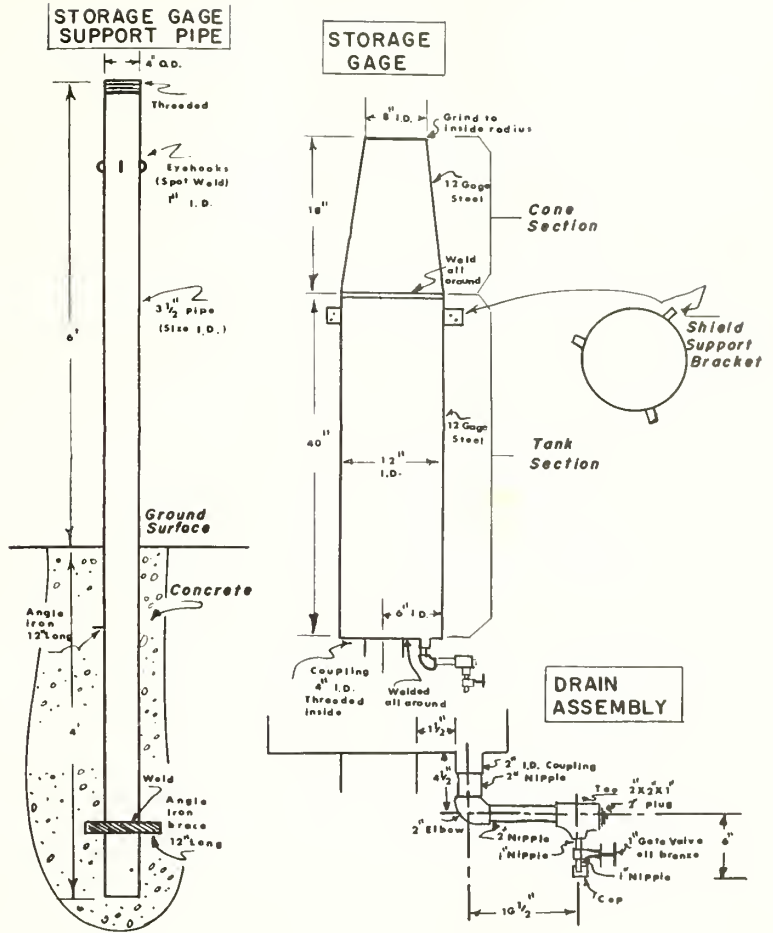 STORAGE GAGE
SUPPORT PIPE
4" O.D.
Threaded
Eyehooks
(Spot Weld)
1" I.D.
6'
3 1/2" Pipe
(Size I.D.)
Ground
Surface
Concrete
Angle
Iron
12" Long
4'
Weld
Angle
Iron
brace
12" Long
STORAGE
GAGE
8" I.D.
Grind to
inside radius
18"
12 Gage
Steel
Cone
Section
Weld
all
around
Shield
Support
Bracket
40"
12 Gage
Steel
12"
I.D.
Tank
Section
6" I.D.
Coupling
4" I.D.
Threaded
inside
Welded
all around
DRAIN
ASSEMBLY
1 1/2"
4 1/2"
2" I.D. Coupling
2" Nipple
2" Elbow
2" Nipple
Tee 2"X2"X1"
2" Plug
1" Nipple
1" Gate Valve
all bronze
1" Nipple
Cap
6"
16 1/2"